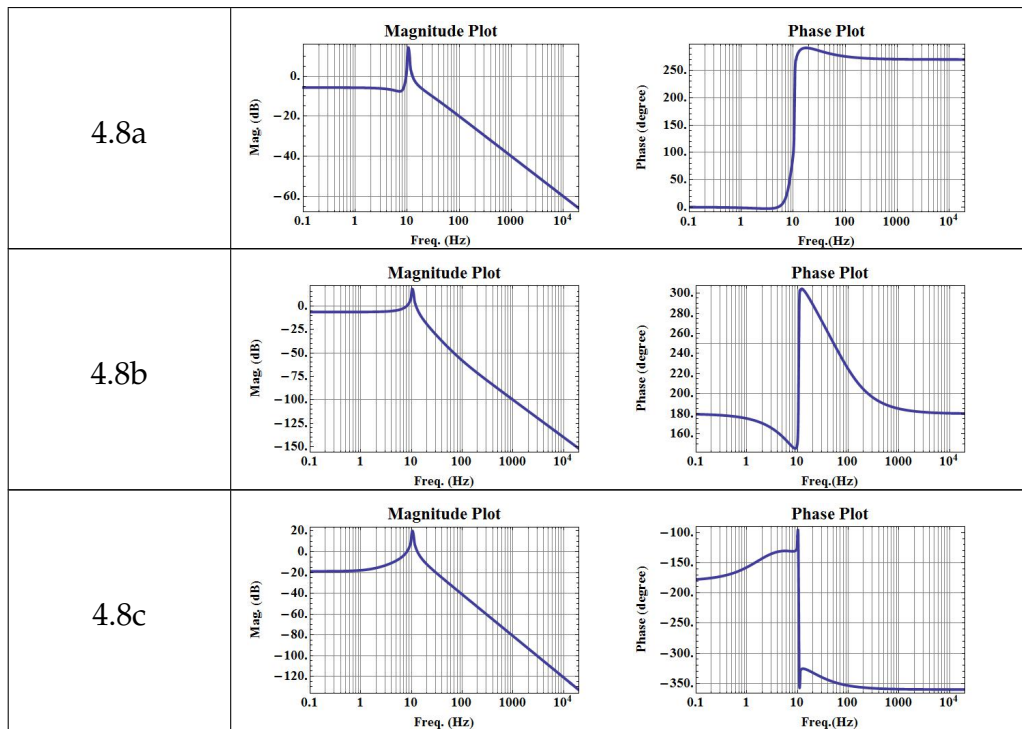 4.8a
Magnitude Plot
Mag. (dB)
0.
−20.
−40.
−60.
0.1 1 10 100 1000 10⁴
Freq. (Hz)
Phase Plot
Phase (degree)
250.
200.
150.
100.
50.
0.
0.1 1 10 100 1000 10⁴
Freq.(Hz)
4.8b
Magnitude Plot
Mag. (dB)
0.
−25.
−50.
−75.
−100.
−125.
−150.
0.1 1 10 100 1000 10⁴
Freq. (Hz)
Phase Plot
Phase (degree)
300.
280.
260.
240.
220.
200.
180.
160.
0.1 1 10 100 1000 10⁴
Freq.(Hz)
4.8c
Magnitude Plot
Mag. (dB)
20.
0.
−20.
−40.
−60.
−80.
−100.
−120.
0.1 1 10 100 1000 10⁴
Freq. (Hz)
Phase Plot
Phase (degree)
−100.
−150.
−200.
−250.
−300.
−350.
0.1 1 10 100 1000 10⁴
Freq.(Hz)